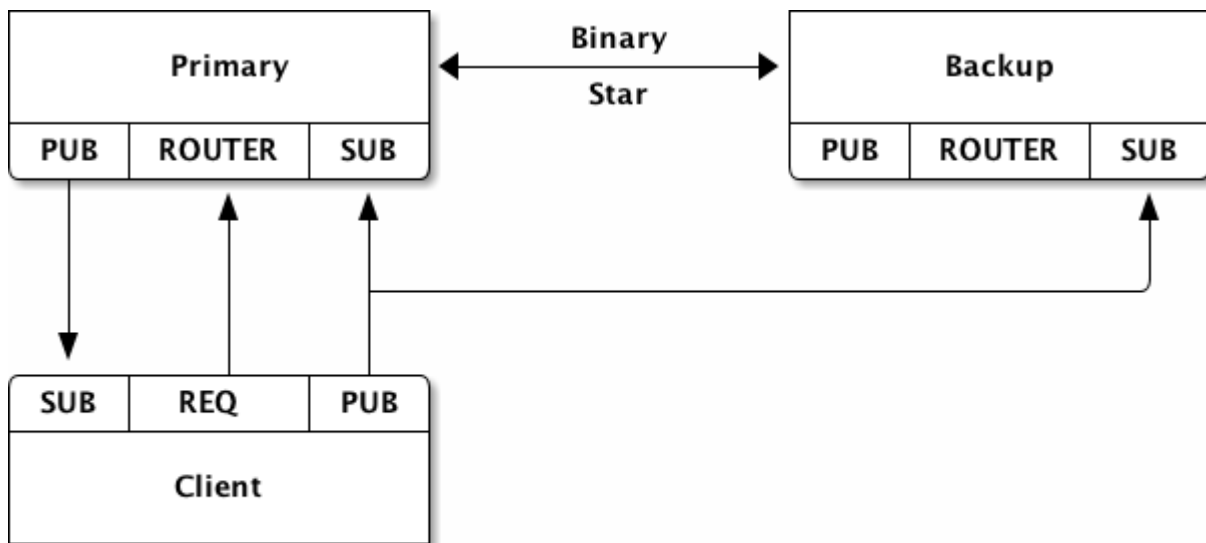 Primary
Binary
Star
Backup
PUB ROUTER SUB
PUB ROUTER SUB
SUB REQ PUB
Client